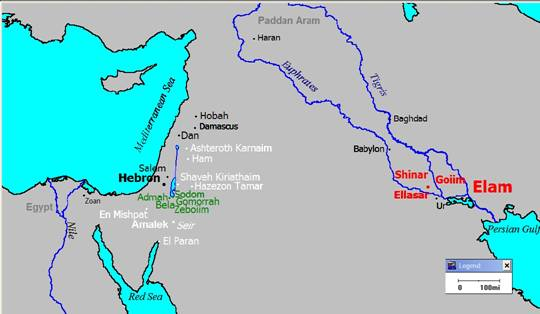 Paddan Aram
Haran
Euphrates
Tigris
Mediterranean Sea
Hobah
Damascus
Dan
Baghdad
Babylon
Ashteroth Karnaim
Ham
Salem
Hebron
Shaveh Kiriathaim
Hazezon Tamar
Shinar
Goiim
Elam
Ellasar
Ur
Admah
Sodom
Gomorrah
Bela
Zeboiim
Zoan
Egypt
En Mishpat
Amalek
Seir
Nile
El Paran
Persian Gulf
Red Sea
Legend
0 100mi